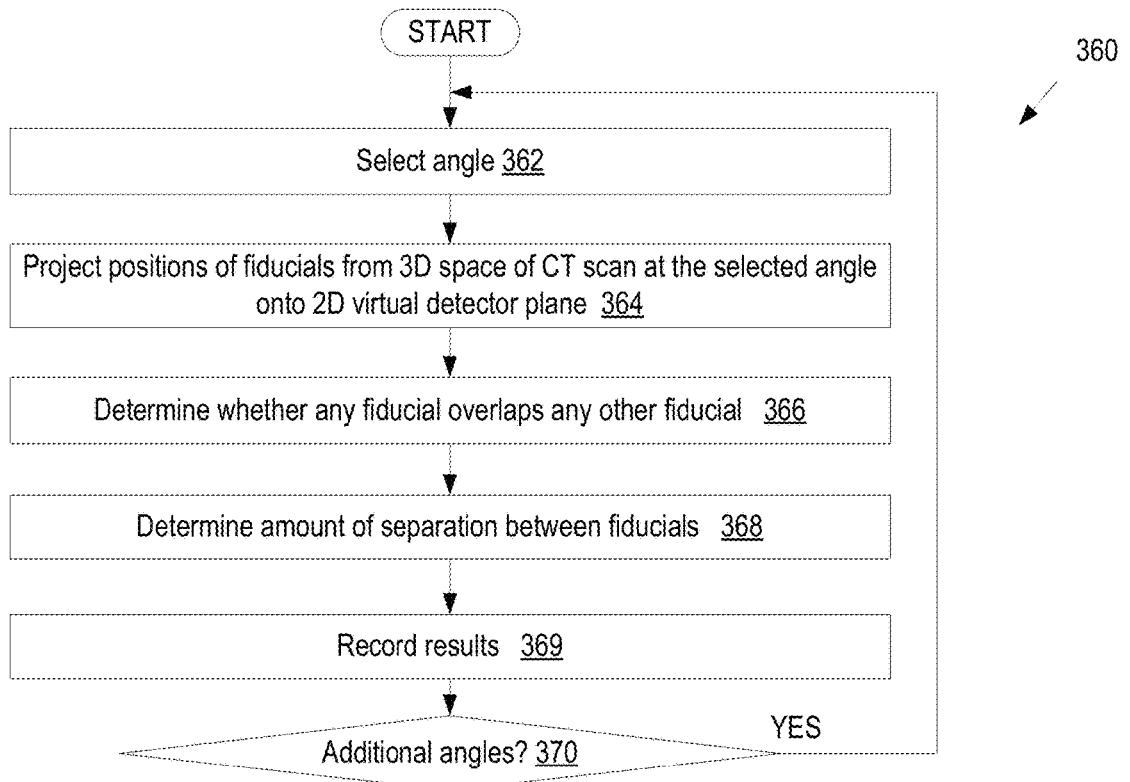 START
360
Select angle 362
Project positions of fiducials from 3D space of CT scan at the selected angle
onto 2D virtual detector plane 364
Determine whether any fiducial overlaps any other fiducial 366
Determine amount of separation between fiducials 368
Record results 369
YES
Additional angles? 370